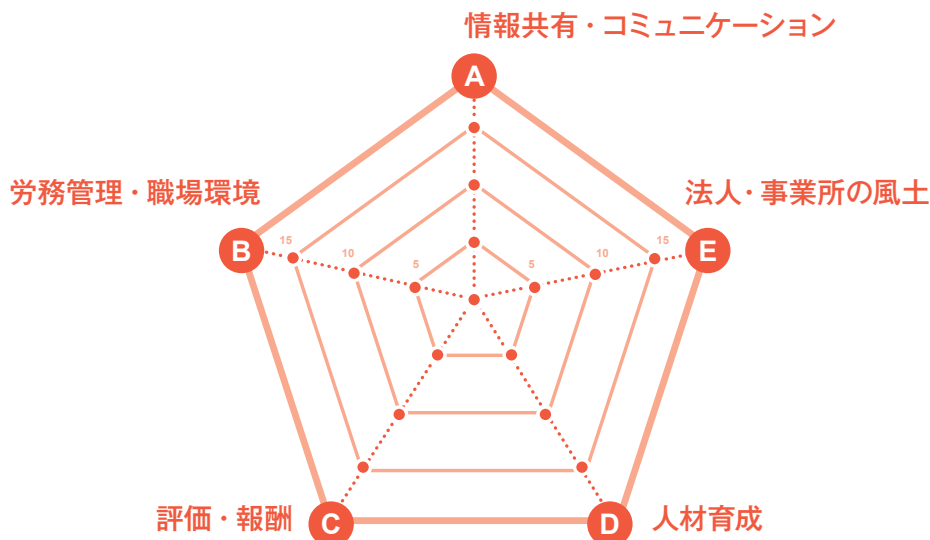 情報共有・コミュニケーション
A
労務管理・職場環境
法人・事業所の風土
B
15
10
5
5
10
15
E
評価・報酬
C
D
人材育成